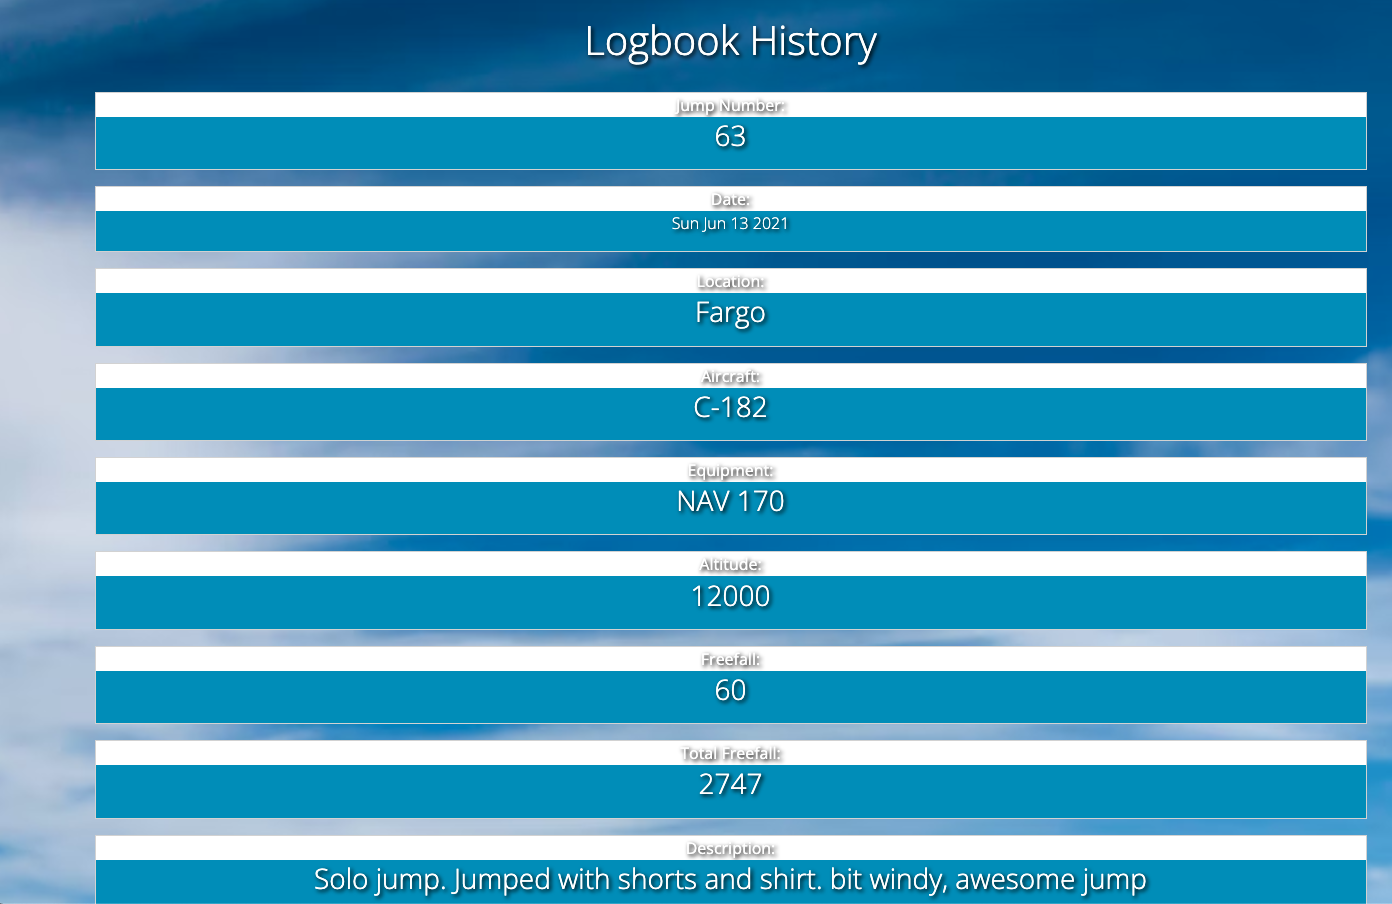 Logbook History
Jump Number:
63
Date:
Sun Jun 13 2021
Location:
Fargo
Aircraft:
C-182
Equipment:
NAV 170
Altitude:
12000
Freefall:
60
Total Freefall:
2747
Description:
Solo jump. Jumped with shorts and shirt. bit windy, awesome jump